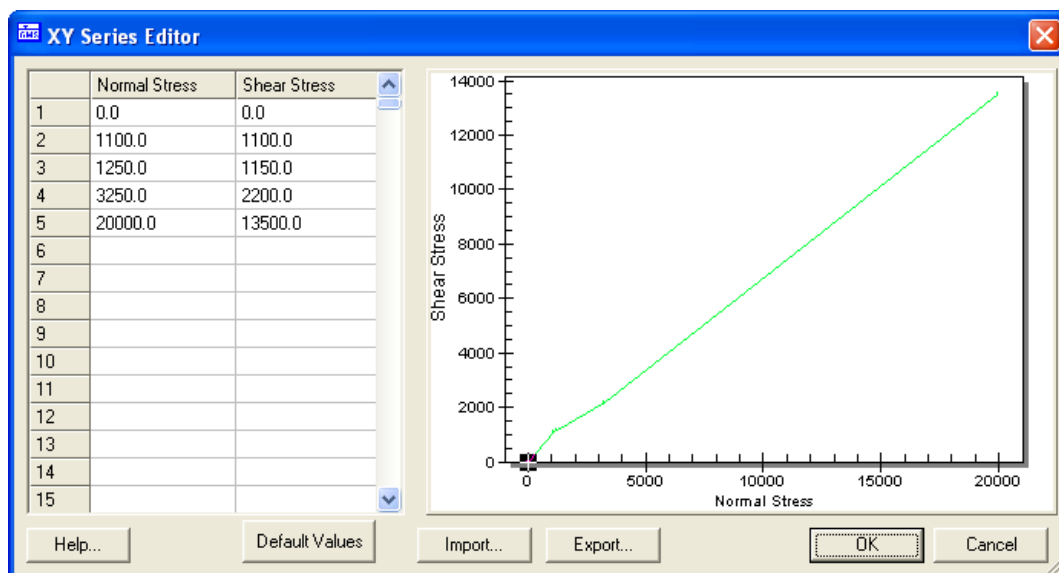 XY Series Editor
Normal Stress Shear Stress
1 0.0 0.0
2 1100.0 1100.0
3 1250.0 1150.0
4 3250.0 2200.0
5 20000.0 13500.0
6
7
8
9
10
11
12
13
14
15
14000
12000
10000
8000
6000
4000
2000
0
Shear Stress
0 5000 10000 15000 20000
Normal Stress
Help... Default Values Import... Export... OK Cancel